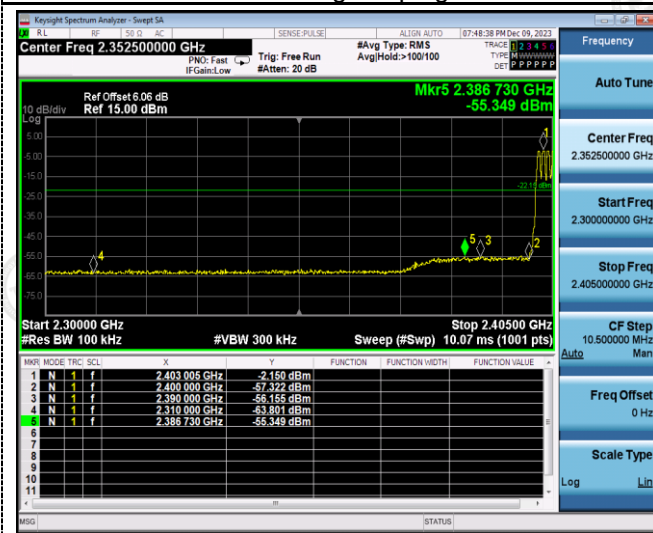 Keysight Spectrum Analyzer - Swept SA
RL RF 50 Ω AC SENSE:PULSE ALIGN AUTO 07:48:38 PM Dec 09, 2023
Center Freq 2.352500000 GHz
PNO: Fast
IFGain:Low
Trig: Free Run
#Atten: 20 dB
#Avg Type: RMS
Avg|Hold:>100/100
TRACE 1 2 3 4 5 6
TYPE MWWWWW
DET P P P P P P
Ref Offset 6.06 dB
Ref 15.00 dBm
10 dB/div
Log
Mkr5 2.386 730 GHz
-55.349 dBm
5.00
-5.00
-15.0
-25.0
-35.0
-45.0
-55.0
-65.0
-75.0
1
5
3
2
4
Start 2.30000 GHz
Stop 2.40500 GHz
#Res BW 100 kHz #VBW 300 kHz Sweep (#Swp) 10.07 ms (1001 pts)
MKR MODE TRC SCL X Y FUNCTION FUNCTION WIDTH FUNCTION VALUE
1 N 1 f 2.403 005 GHz -2.150 dBm
2 N 1 f 2.400 000 GHz -57.322 dBm
3 N 1 f 2.390 000 GHz -56.155 dBm
4 N 1 f 2.310 000 GHz -63.801 dBm
5 N 1 f 2.386 730 GHz -55.349 dBm
6
7
8
9
10
11
MSG STATUS
Frequency
Auto Tune
Center Freq
2.352500000 GHz
Start Freq
2.300000000 GHz
Stop Freq
2.405000000 GHz
CF Step
10.500000 MHz
Auto Man
Freq Offset
0 Hz
Scale Type
Log Lin